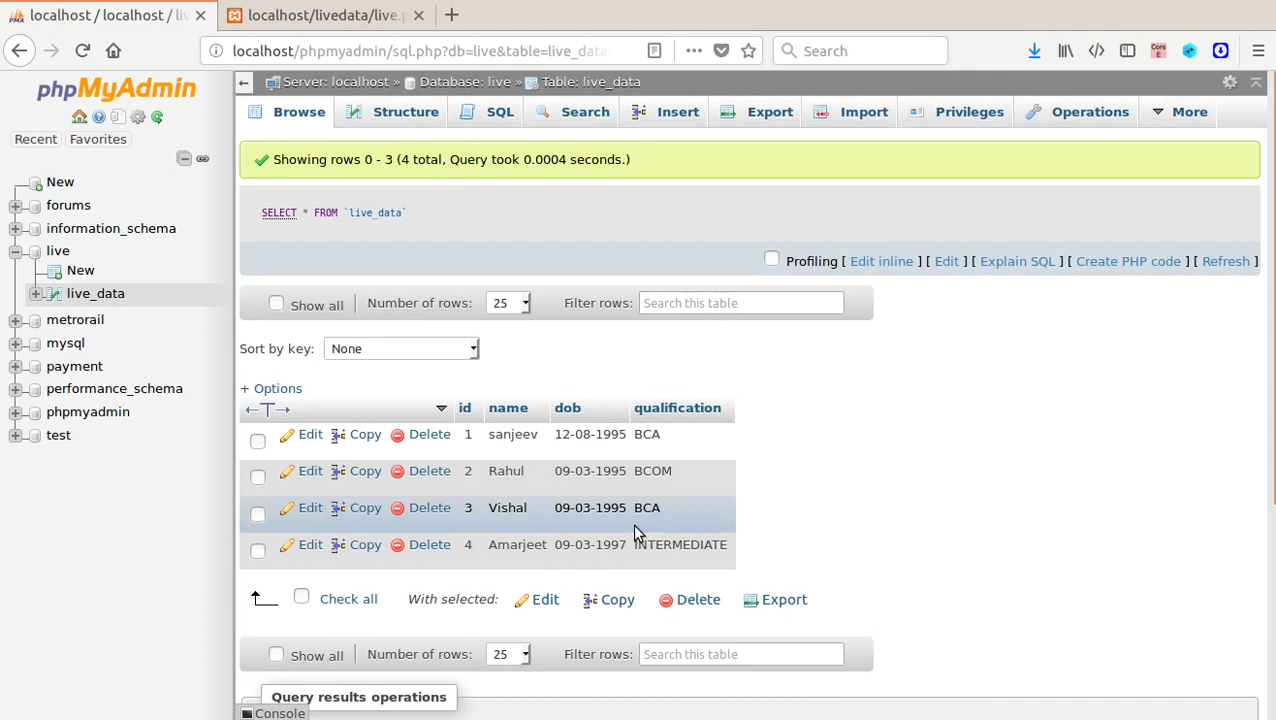 localhost / localhost / liv
localhost/livedata/live.p
localhost/phpmyadmin/sql.php?db=live&table=live_data
Search
phpMyAdmin
Recent
Favorites
New
forums
information_schema
live
New
live_data
metrorail
mysql
payment
performance_schema
phpmyadmin
test
Server: localhost » Database: live » Table: live_data
Browse Structure SQL Search Insert Export Import Privileges Operations More
Showing rows 0 - 3 (4 total, Query took 0.0004 seconds.)
SELECT * FROM `live_data`
Profiling [ Edit inline ] [ Edit ] [ Explain SQL ] [ Create PHP code ] [ Refresh ]
Show all Number of rows: 25 Filter rows: Search this table
Sort by key: None
+ Options
←T→ id name dob qualification
Edit Copy Delete 1 sanjeev 12-08-1995 BCA
Edit Copy Delete 2 Rahul 09-03-1995 BCOM
Edit Copy Delete 3 Vishal 09-03-1995 BCA
Edit Copy Delete 4 Amarjeet 09-03-1997 INTERMEDIATE
Check all With selected: Edit Copy Delete Export
Show all Number of rows: 25 Filter rows: Search this table
Query results operations
Console